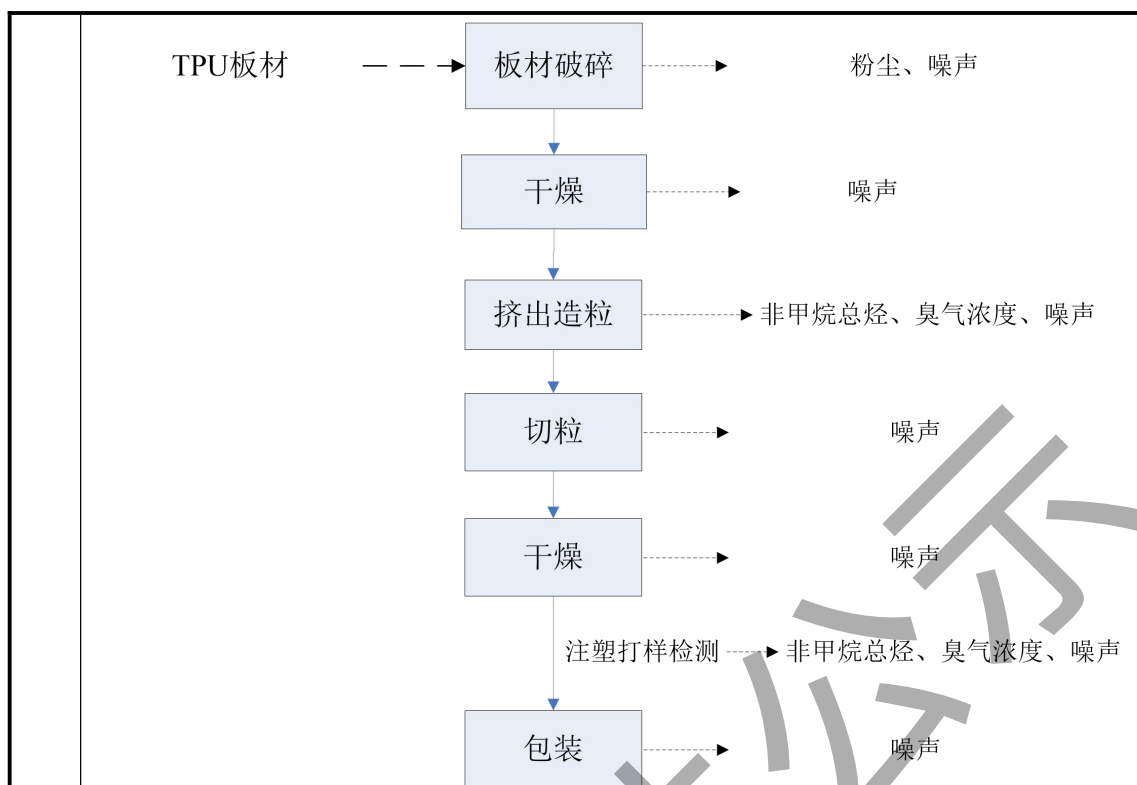 TPU板材
板材破碎
粉尘、噪声
干燥
噪声
挤出造粒
非甲烷总烃、臭气浓度、噪声
切粒
噪声
干燥
噪声
注塑打样检测
非甲烷总烃、臭气浓度、噪声
包装
噪声
公示